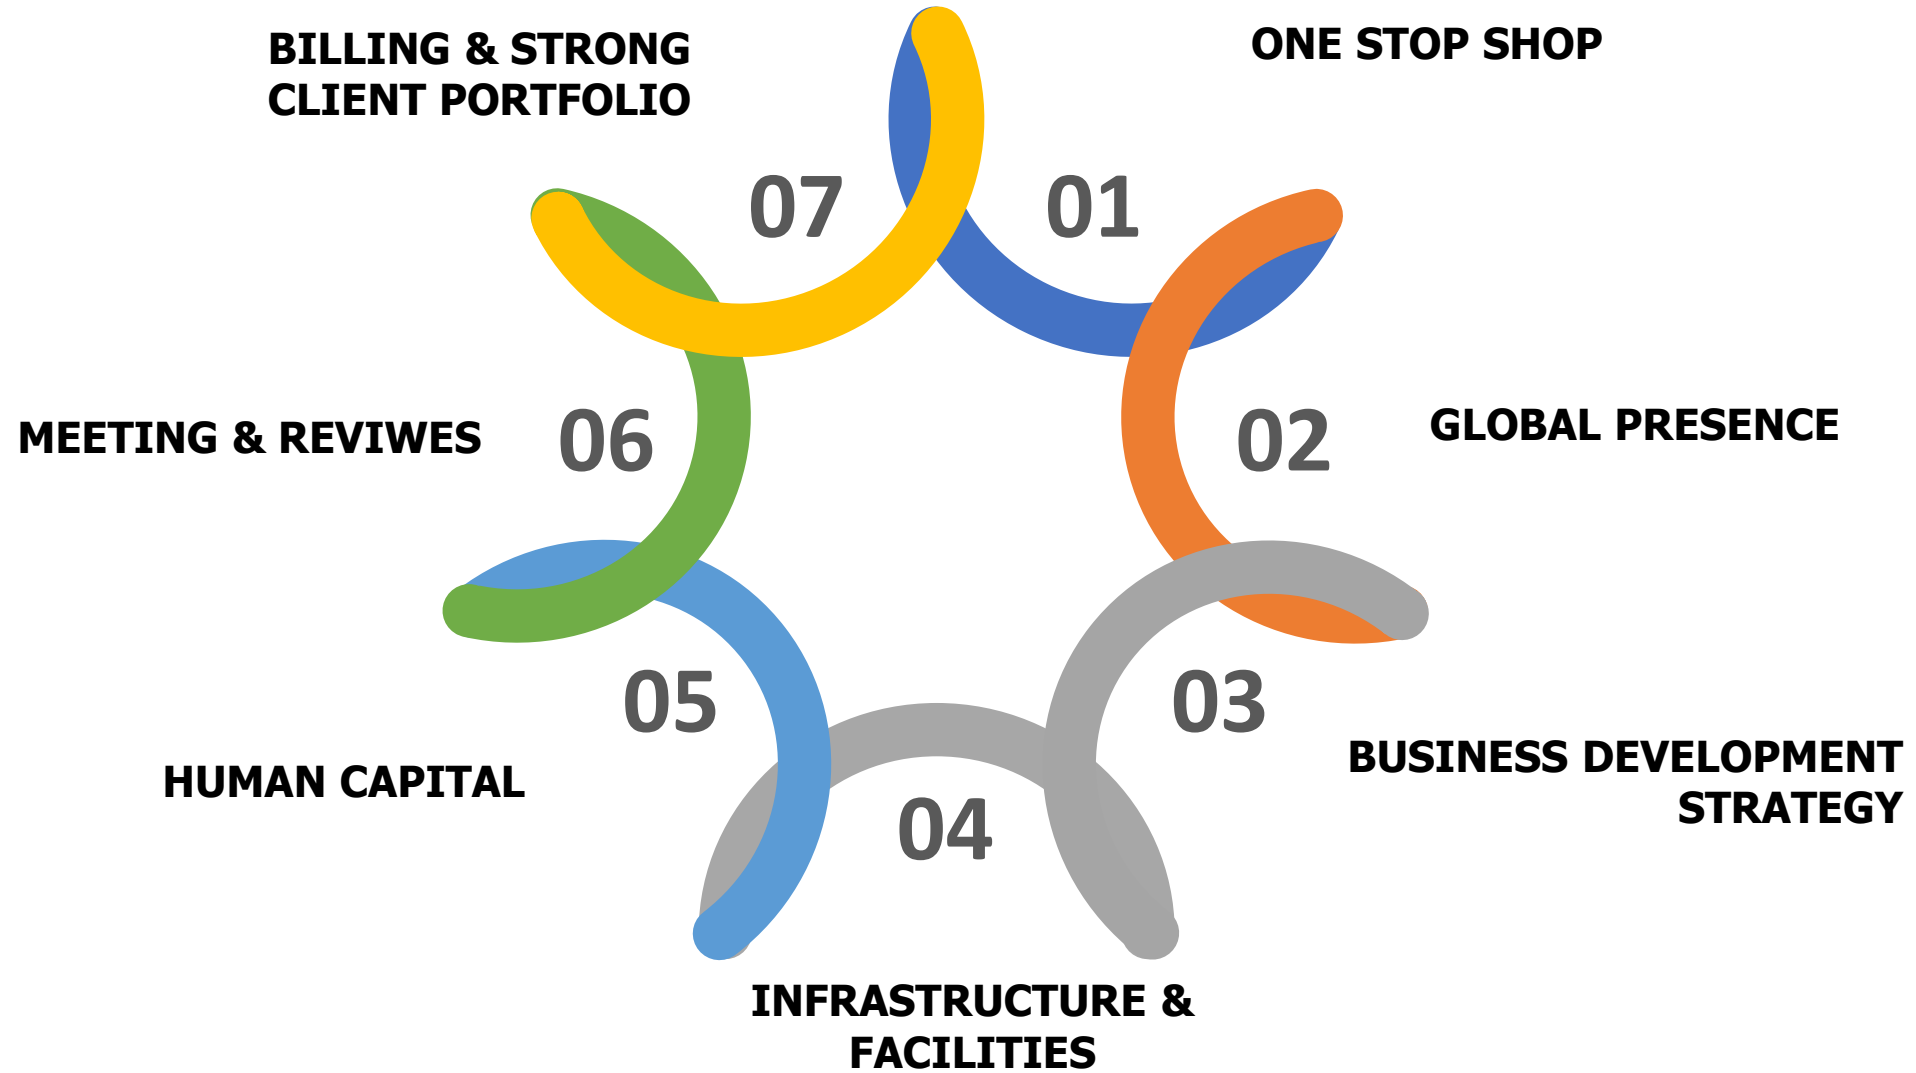 ONE STOP SHOP
01
GLOBAL PRESENCE
02
BUSINESS DEVELOPMENT
STRATEGY
03
INFRASTRUCTURE &
FACILITIES
04
HUMAN CAPITAL
05
MEETING & REVIWES
06
BILLING & STRONG
CLIENT PORTFOLIO
07